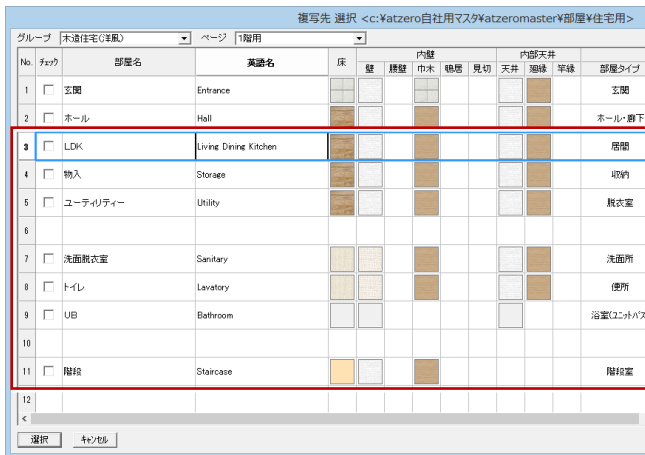 複写先 選択 <c:¥atzero自社用マスタ¥atzeromaster¥部屋¥住宅用>
グループ 木造住宅(洋風) ページ 1階用
No. チェック 部屋名 英語名 床 内壁 内部天井
壁 腰壁 巾木 鴨居 見切 天井 廻縁 竿縁 部屋タイプ
1 玄関 Entrance 玄関
2 ホール Hall ホール・廊下
3 LDK Living Dining Kitchen 居間
4 物入 Storage 収納
5 ユーティリティー Utility 脱衣室
6
7 洗面脱衣室 Sanitary 洗面所
8 トイレ Lavatory 便所
9 UB Bathroom 浴室(ユニットバス
10
11 階段 Staircase 階段室
12
選択 キャンセル